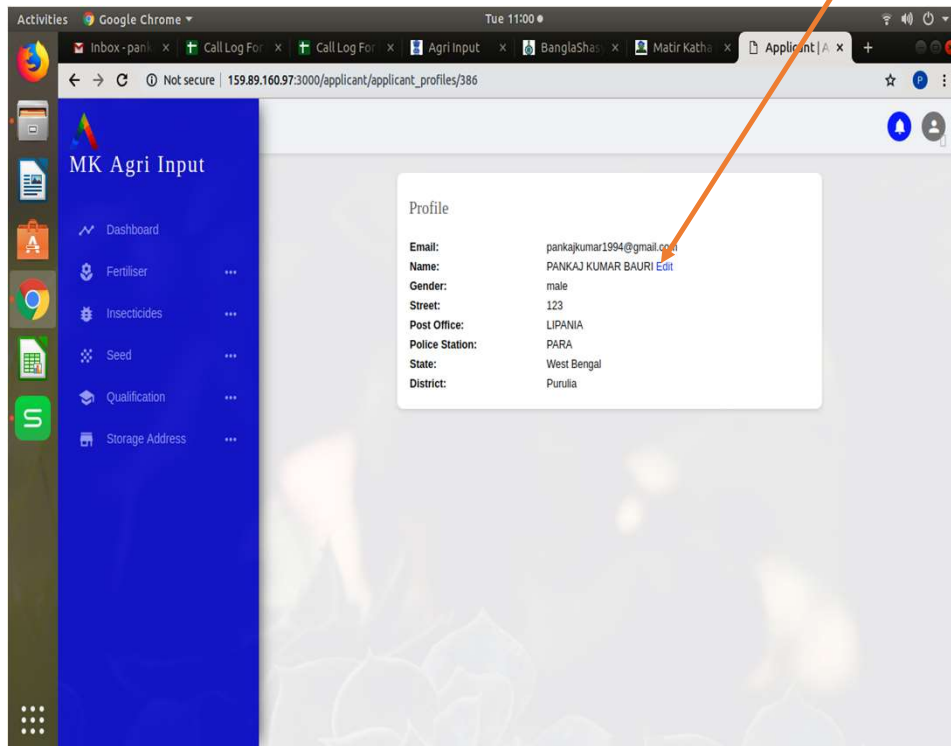 Activities Google Chrome Tue 11:00
Inbox - pank Call Log For Call Log For Agri Input BanglaShas Matir Katha Applicant | A
Not secure 159.89.160.97:3000/applicant/applicant_profiles/386 P
MK Agri Input
Dashboard
Fertiliser
Insecticides
Seed
Qualification
Storage Address
Profile
Email: pankajkumar1994@gmail.com
Name: PANKAJ KUMAR BAURI Edit
Gender: male
Street: 123
Post Office: LIPANIA
Police Station: PARA
State: West Bengal
District: Purulia